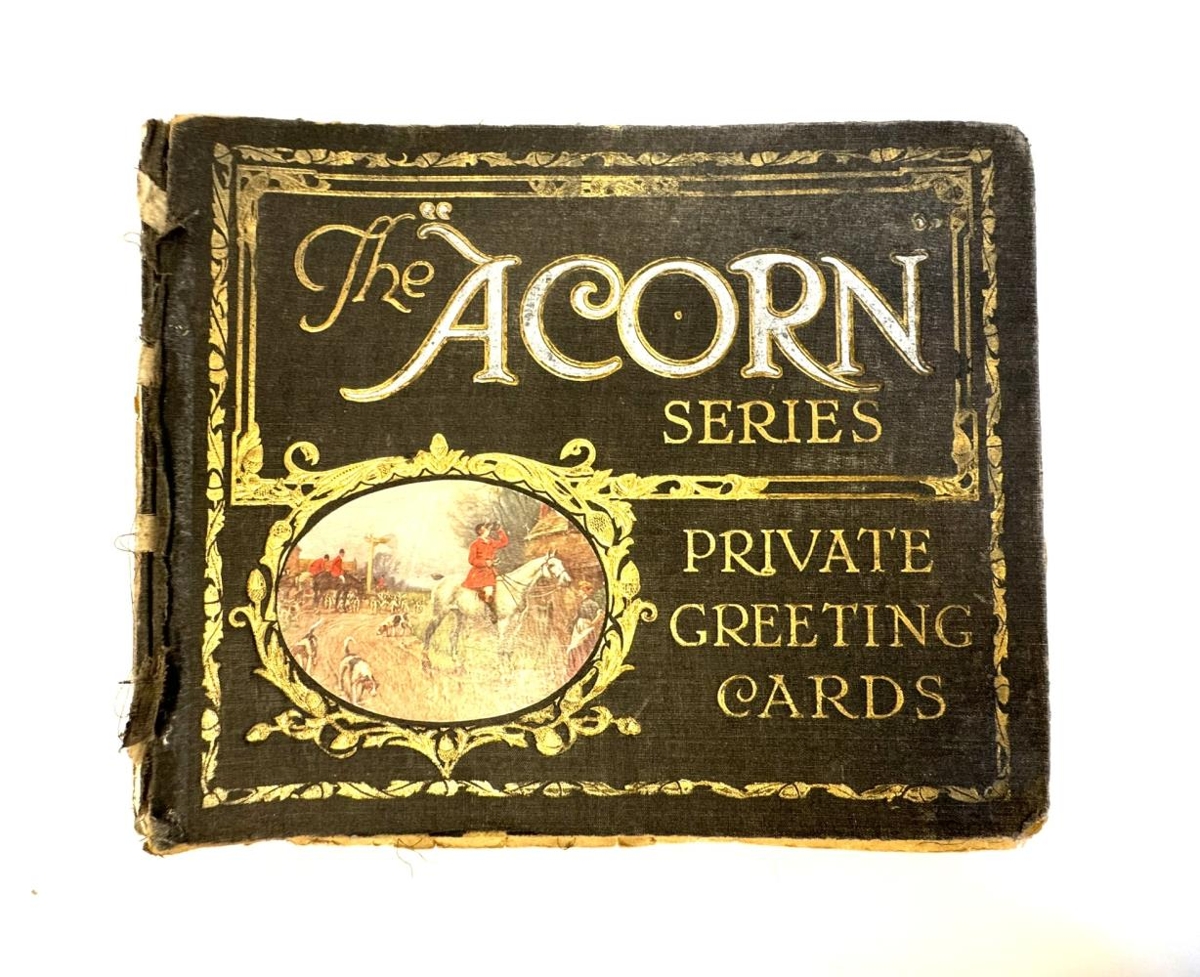 The "ACORN"
SERIES
PRIVATE
GREETING
CARDS